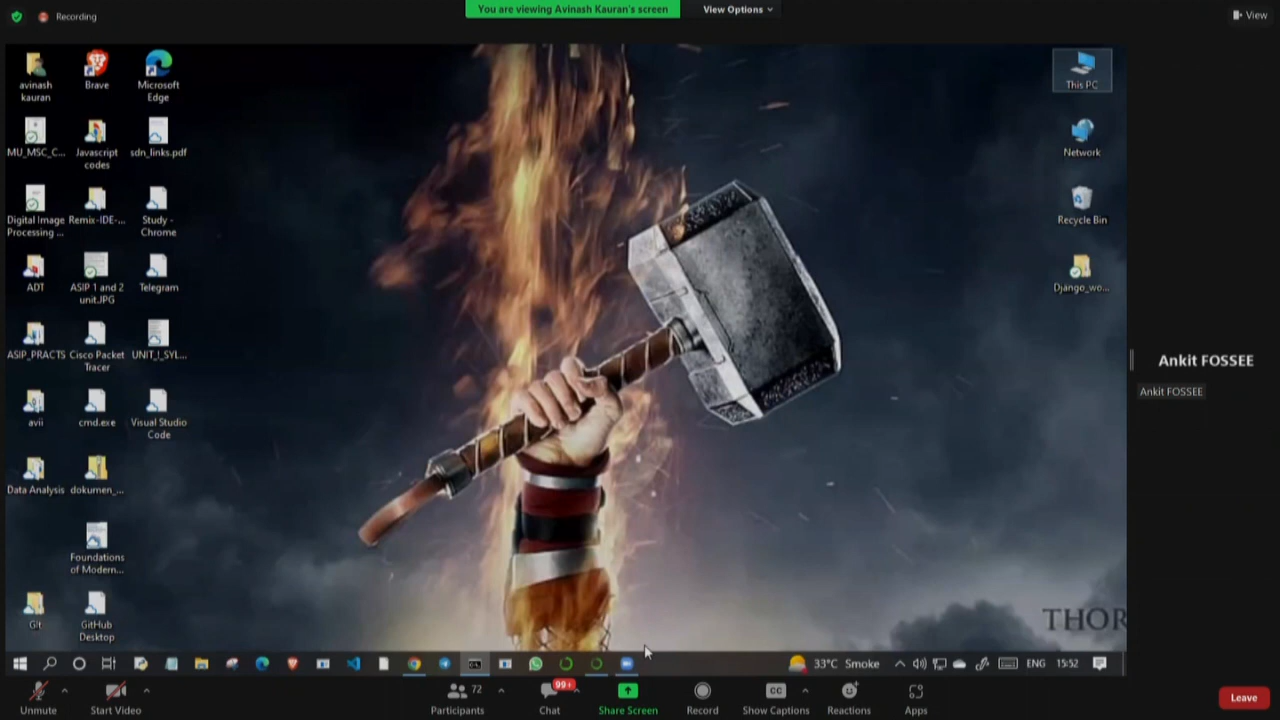 Recording
You are viewing Avinash Kauran's screen
View Options
View
avinash
kauran
Brave
Microsoft
Edge
This PC
MU_MSC_C...
Javascript
codes
sdn_links.pdf
Network
Digital Image
Processing ...
Remix-IDE-...
Study -
Chrome
Recycle Bin
ADT
ASIP 1 and 2
unit.JPG
Telegram
Django_wo...
ASIP_PRACTS
Cisco Packet
Tracer
UNIT_I_SYL...
Ankit FOSSEE
Ankit FOSSEE
avii
cmd.exe
Visual Studio
Code
Data Analysis
dokumen_...
Foundations
of Modern...
Git
GitHub
Desktop
THOR
33°C Smoke
ENG
15:52
Unmute
Start Video
Participants
72
Chat
99+
Share Screen
Record
CC
Show Captions
Reactions
Apps
Leave